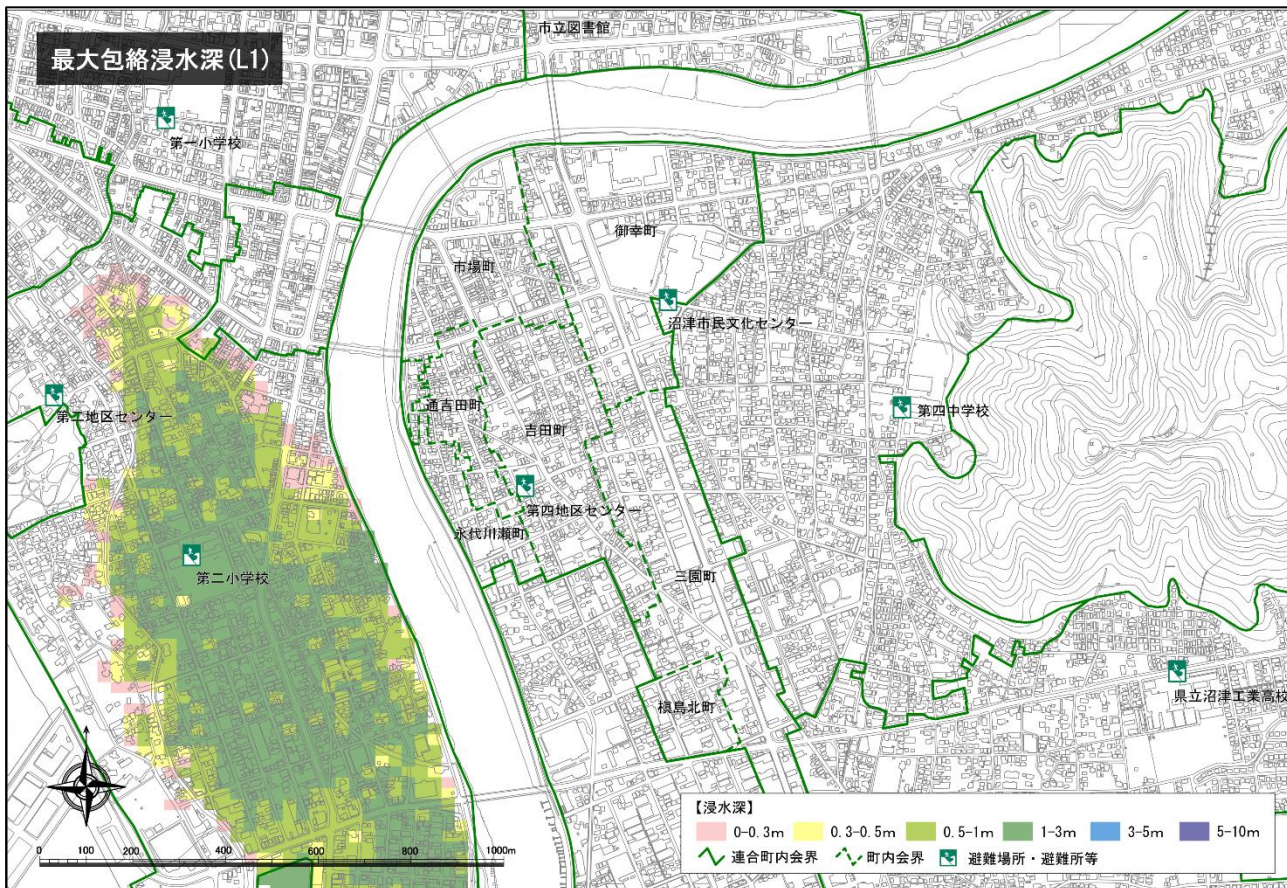 最大包絡浸水深(L1)
市立図書館
第一小学校
御幸町
市場町
沼津市民文化センター
第二地区センター
通吉田町
吉田町
第四中学校
第四地区センター
永代川瀬町
第二小学校
三園町
県立沼津工業高校
槇島北町
【浸水深】
0-0.3m 0.3-0.5m 0.5-1m 1-3m 3-5m 5-10m
連合町内会界 町内会界 避難場所・避難所等
0 100 200 400 600 800 1000m